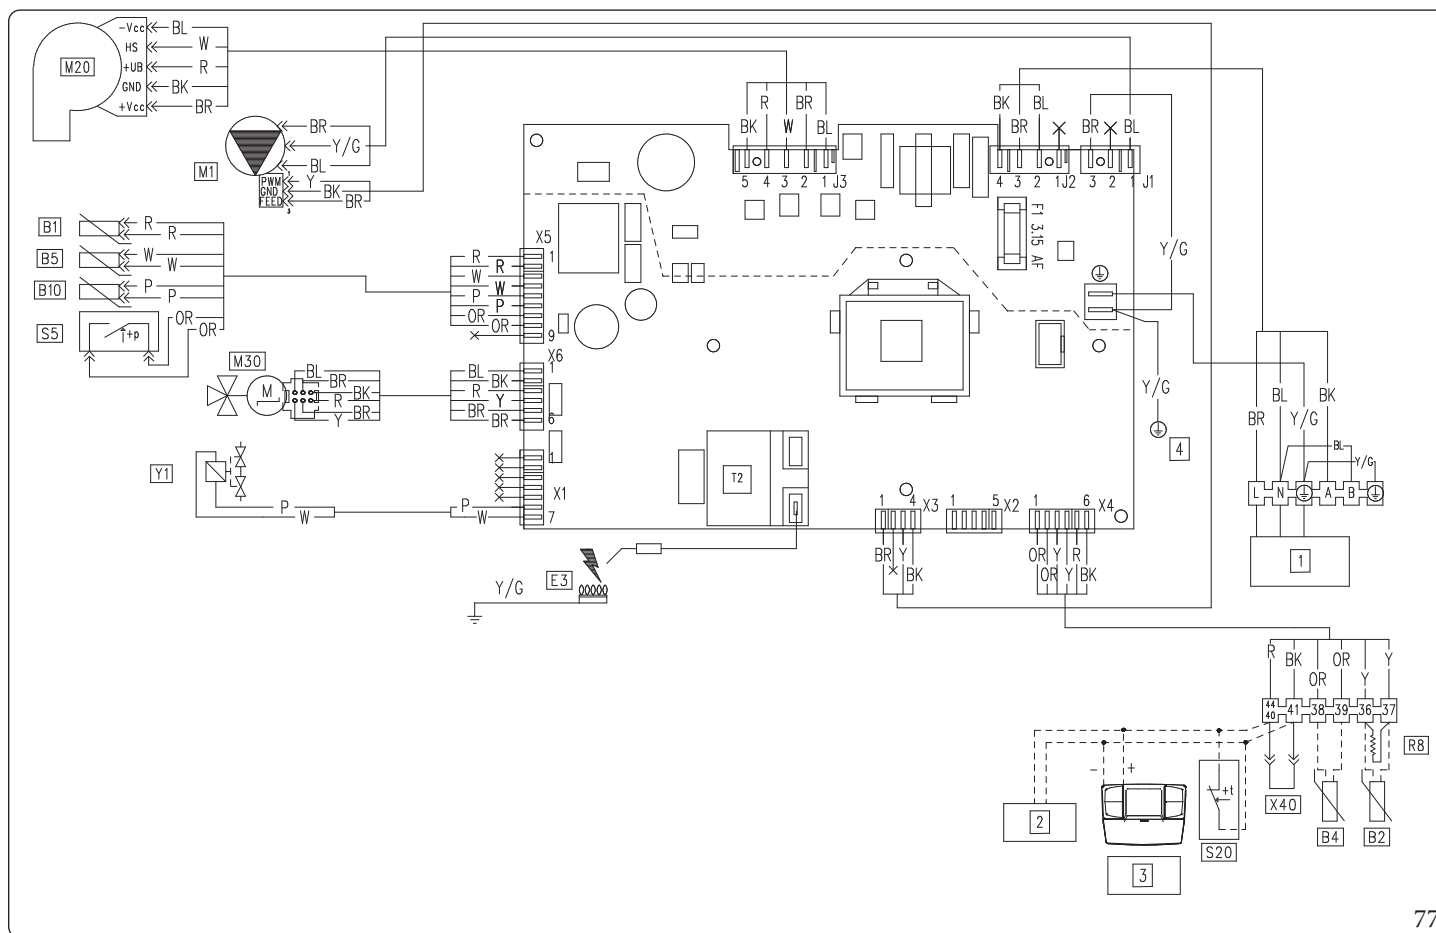 M20
-Vcc BL
HS W
+UB R
GND BK
+Vcc BR
M1
BR
Y/G
BL
PWM Y
GND BK
FEED BR
B1 R
R
B5 W
W
B10 P
P
S5 +p OR
OR
M30
M
BL
BR
BK
R
BR
Y
Y1
P
W
X5
1
9
R
R
W
W
P
P
OR
OR
X6
1
6
BL
BK
R
Y
BR
BR
X1
1
7
P
W
E3
Y/G
T2
BK R W BR BL
5 4 3 2 1 J3
BK BR BL
4 3 2 1 J2
BR BL
3 2 1 J1
F1 3.15 AF
Y/G
Y/G
4
1 4 X3
BR Y BK
1 5 X2
1 6 X4
OR OR Y Y R BK
BR BL Y/G BK
BL
Y/G
L N A B
1
R BK OR OR Y Y
44 40 41 38 39 36 37
R8
X40
B4
B2
+t
S20
- +
2
3
77